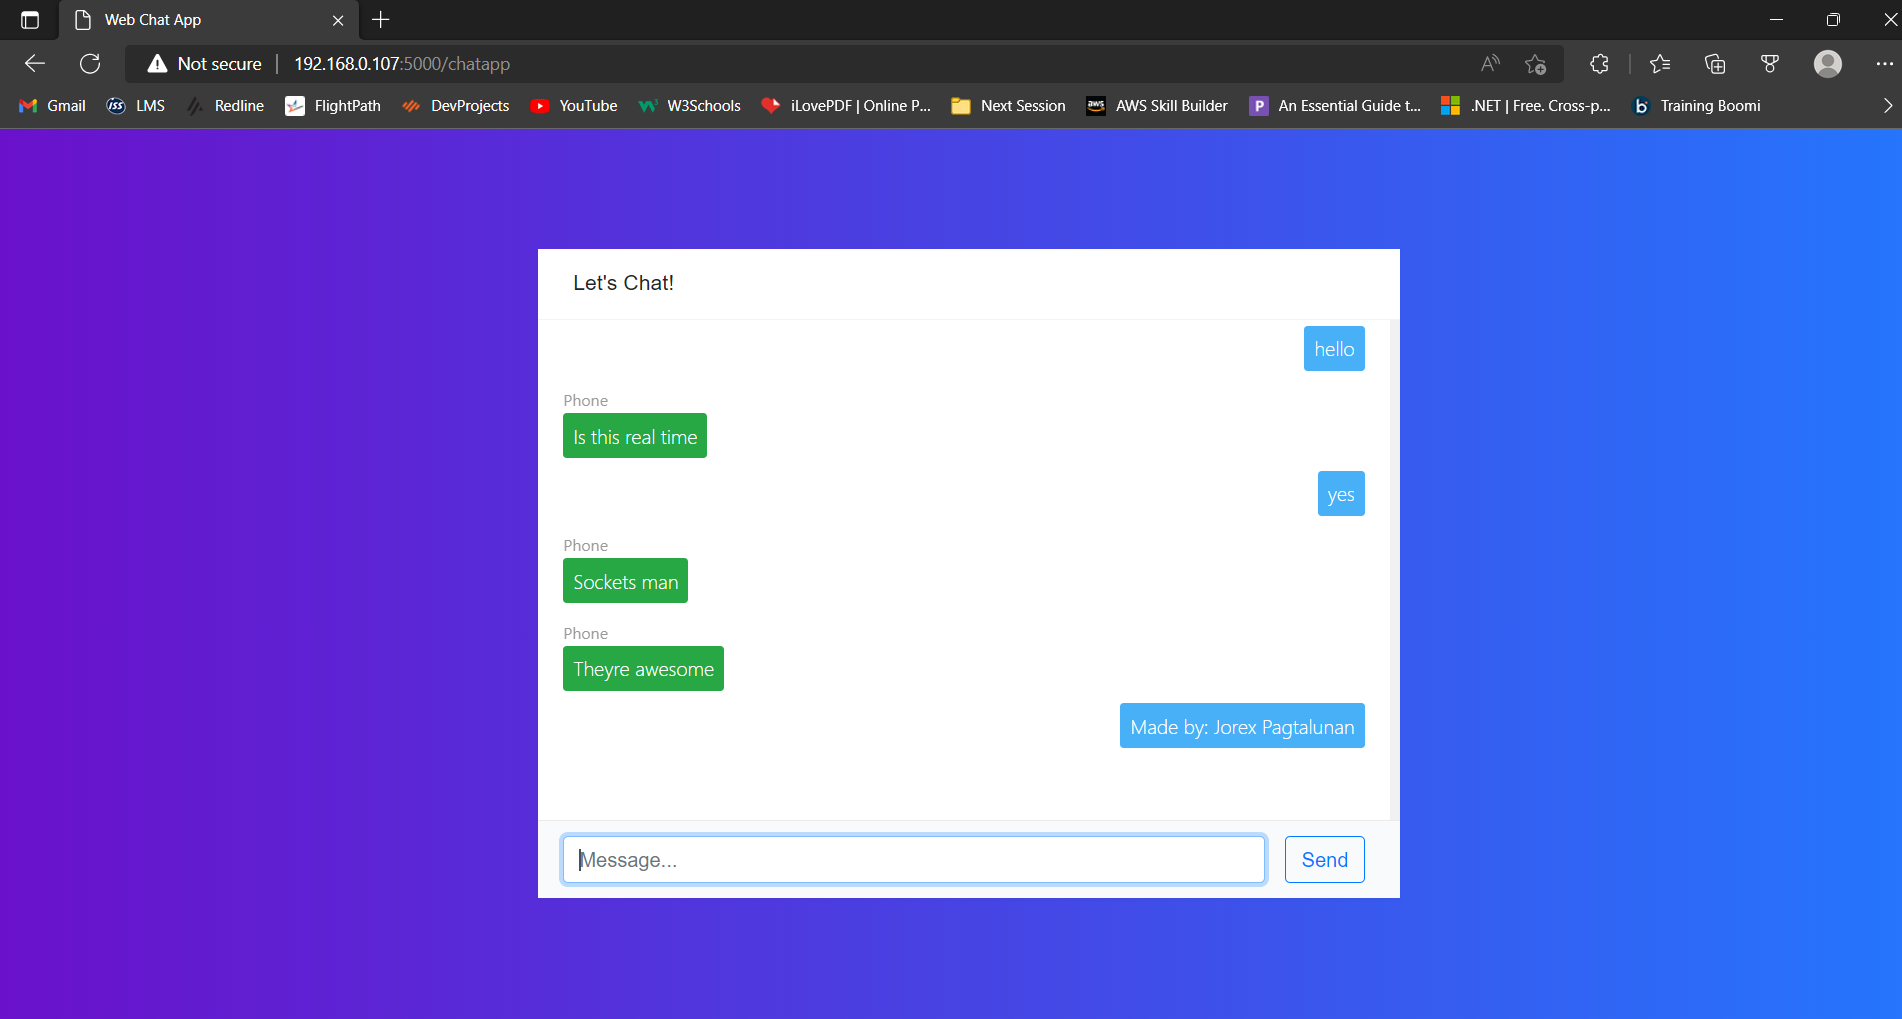 Web Chat App
Not secure 192.168.0.107:5000/chatapp
Gmail LMS Redline FlightPath DevProjects YouTube W3Schools iLovePDF | Online P... Next Session aws AWS Skill Builder P An Essential Guide t... .NET | Free. Cross-p... b Training Boomi
Let's Chat!
hello
Phone
Is this real time
yes
Phone
Sockets man
Phone
Theyre awesome
Made by: Jorex Pagtalunan
Message...
Send